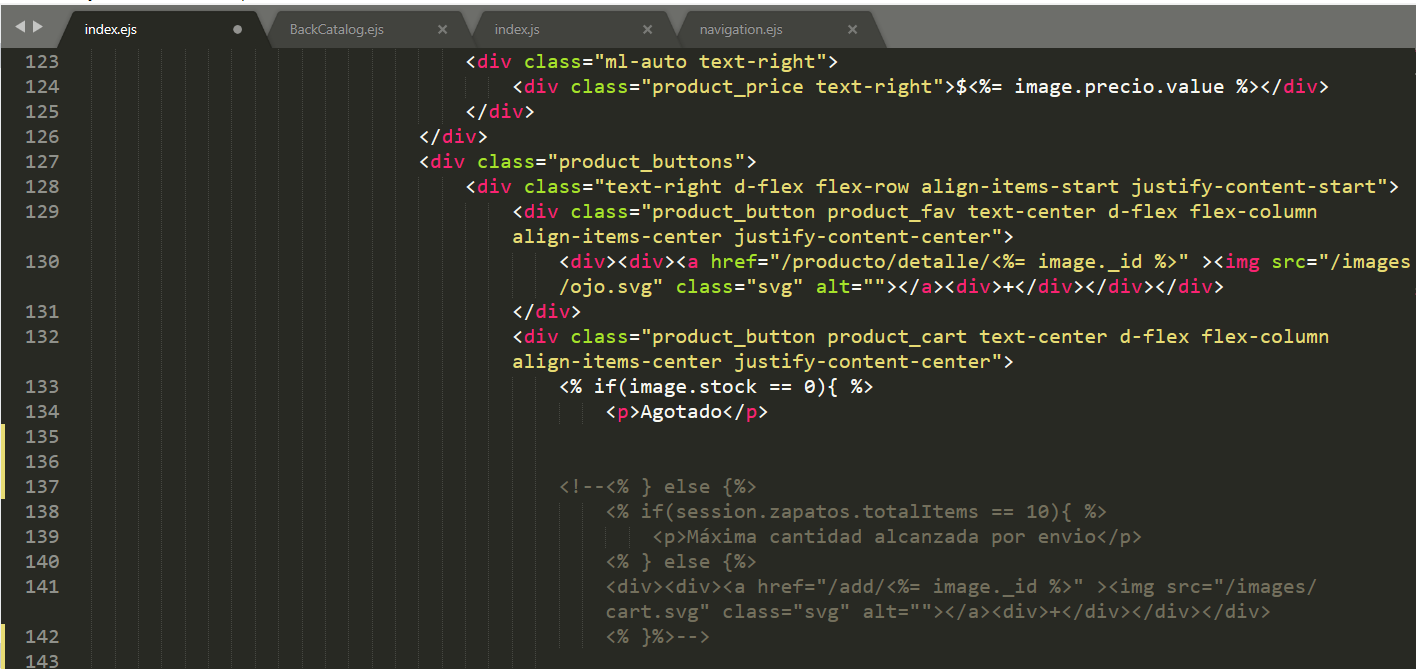 index.ejs
BackCatalog.ejs
index.js
navigation.ejs
123 <div class="ml-auto text-right">
124 <div class="product_price text-right">$<%= image.precio.value %></div>
125 </div>
126 </div>
127 <div class="product_buttons">
128 <div class="text-right d-flex flex-row align-items-start justify-content-start">
129 <div class="product_button product_fav text-center d-flex flex-column
align-items-center justify-content-center">
130 <div><div><a href="/producto/detalle/<%= image._id %>" ><img src="/images
/ojo.svg" class="svg" alt=""></a><div>+</div></div></div>
131 </div>
132 <div class="product_button product_cart text-center d-flex flex-column
align-items-center justify-content-center">
133 <% if(image.stock == 0){ %>
134 <p>Agotado</p>
135
136
137 <!--<% } else {%>
138 <% if(session.zapatos.totalItems == 10){ %>
139 <p>Máxima cantidad alcanzada por envio</p>
140 <% } else {%>
141 <div><div><a href="/add/<%= image._id %>" ><img src="/images/
cart.svg" class="svg" alt=""></a><div>+</div></div></div>
142 <% }%>-->
143